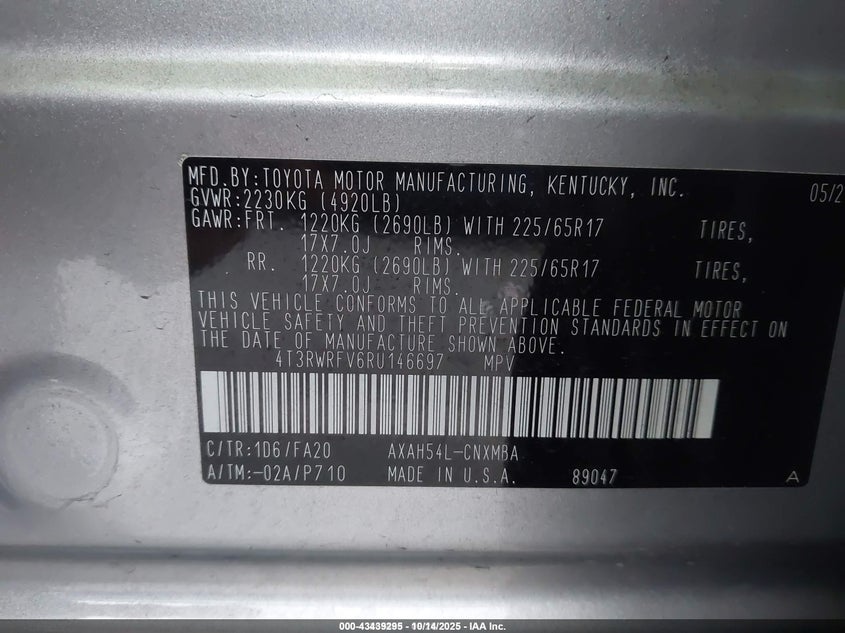 MFD.BY:TOYOTA MOTOR MANUFACTURING, KENTUCKY, INC. 05/2
GVWR:2230KG (4920LB)
GAWR:FRT. 1220KG (2690LB) WITH 225/65R17 TIRES,
17X7.0J RIMS.
RR. 1220KG (2690LB) WITH 225/65R17 TIRES,
17X7.0J RIMS.
THIS VEHICLE CONFORMS TO ALL APPLICABLE FEDERAL MOTOR
VEHICLE SAFETY AND THEFT PREVENTION STANDARDS IN EFFECT ON
THE DATE OF MANUFACTURE SHOWN ABOVE.
4T3RWRFV6RU146697 MPV
C/TR:1D6/FA20 AXAH54L-CNXMBA
A/TM:-02A/P710 MADE IN U.S.A. 89047 A
000-43439295 - 10/14/2025 - IAA Inc.